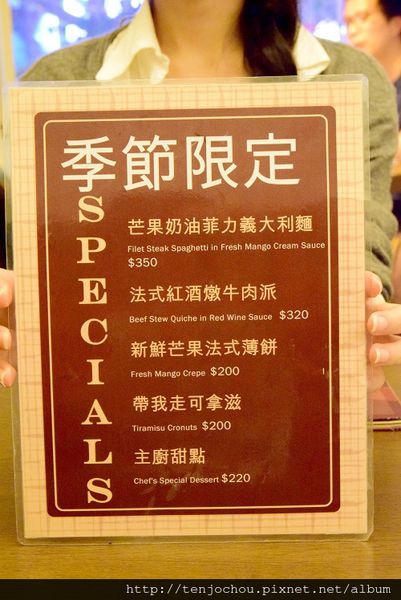 季節限定
SPECIALS
芒果奶油菲力義大利麵
Filet Steak Spaghetti in Fresh Mango Cream Sauce
$350
法式紅酒燉牛肉派
Beef Stew Quiche in Red Wine Sauce $320
新鮮芒果法式薄餅
Fresh Mango Crepe $200
帶我走可拿滋
Tiramisu Cronuts $200
主廚甜點
Chef's Special Dessert $220
http://tenjochou.pixnet.net/album